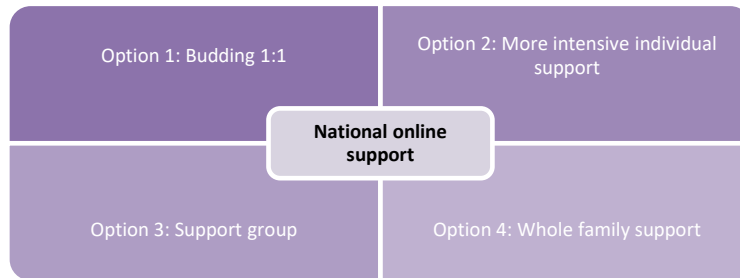 Option 1: Budding 1:1
Option 2: More intensive individual
support
National online
support
Option 3: Support group
Option 4: Whole family support